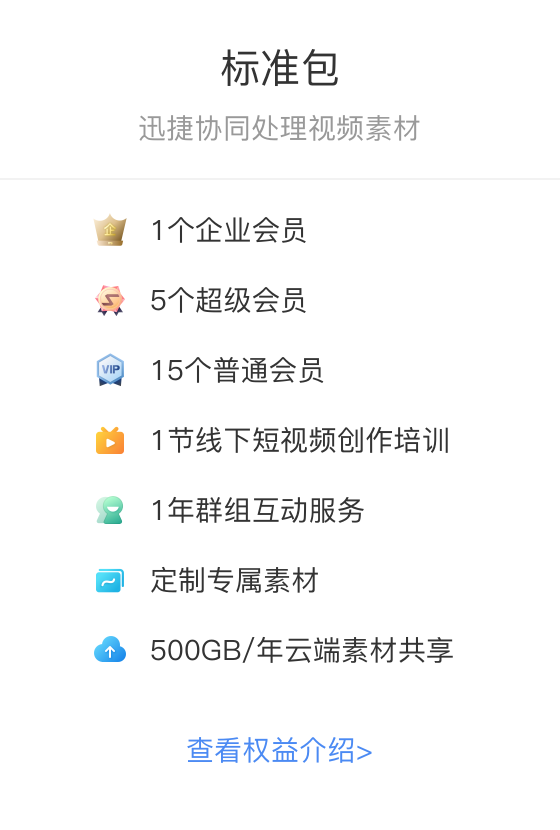 标准包
迅捷协同处理视频素材
企 1个企业会员
5个超级会员
VIP 15个普通会员
1节线下短视频创作培训
1年群组互动服务
定制专属素材
500GB/年云端素材共享
查看权益介绍>